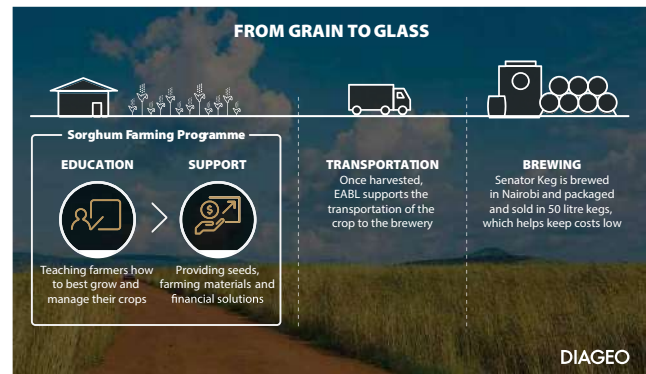 FROM GRAIN TO GLASS
Sorghum Farming Programme
EDUCATION
Teaching farmers how
to best grow and
manage their crops
SUPPORT
$
Providing seeds,
farming materials and
financial solutions
TRANSPORTATION
Once harvested,
EABL supports the
transportation of the
crop to the brewery
BREWING
Senator Keg is brewed
in Nairobi and packaged
and sold in 50 litre kegs,
which helps keep costs low
DIAGEO